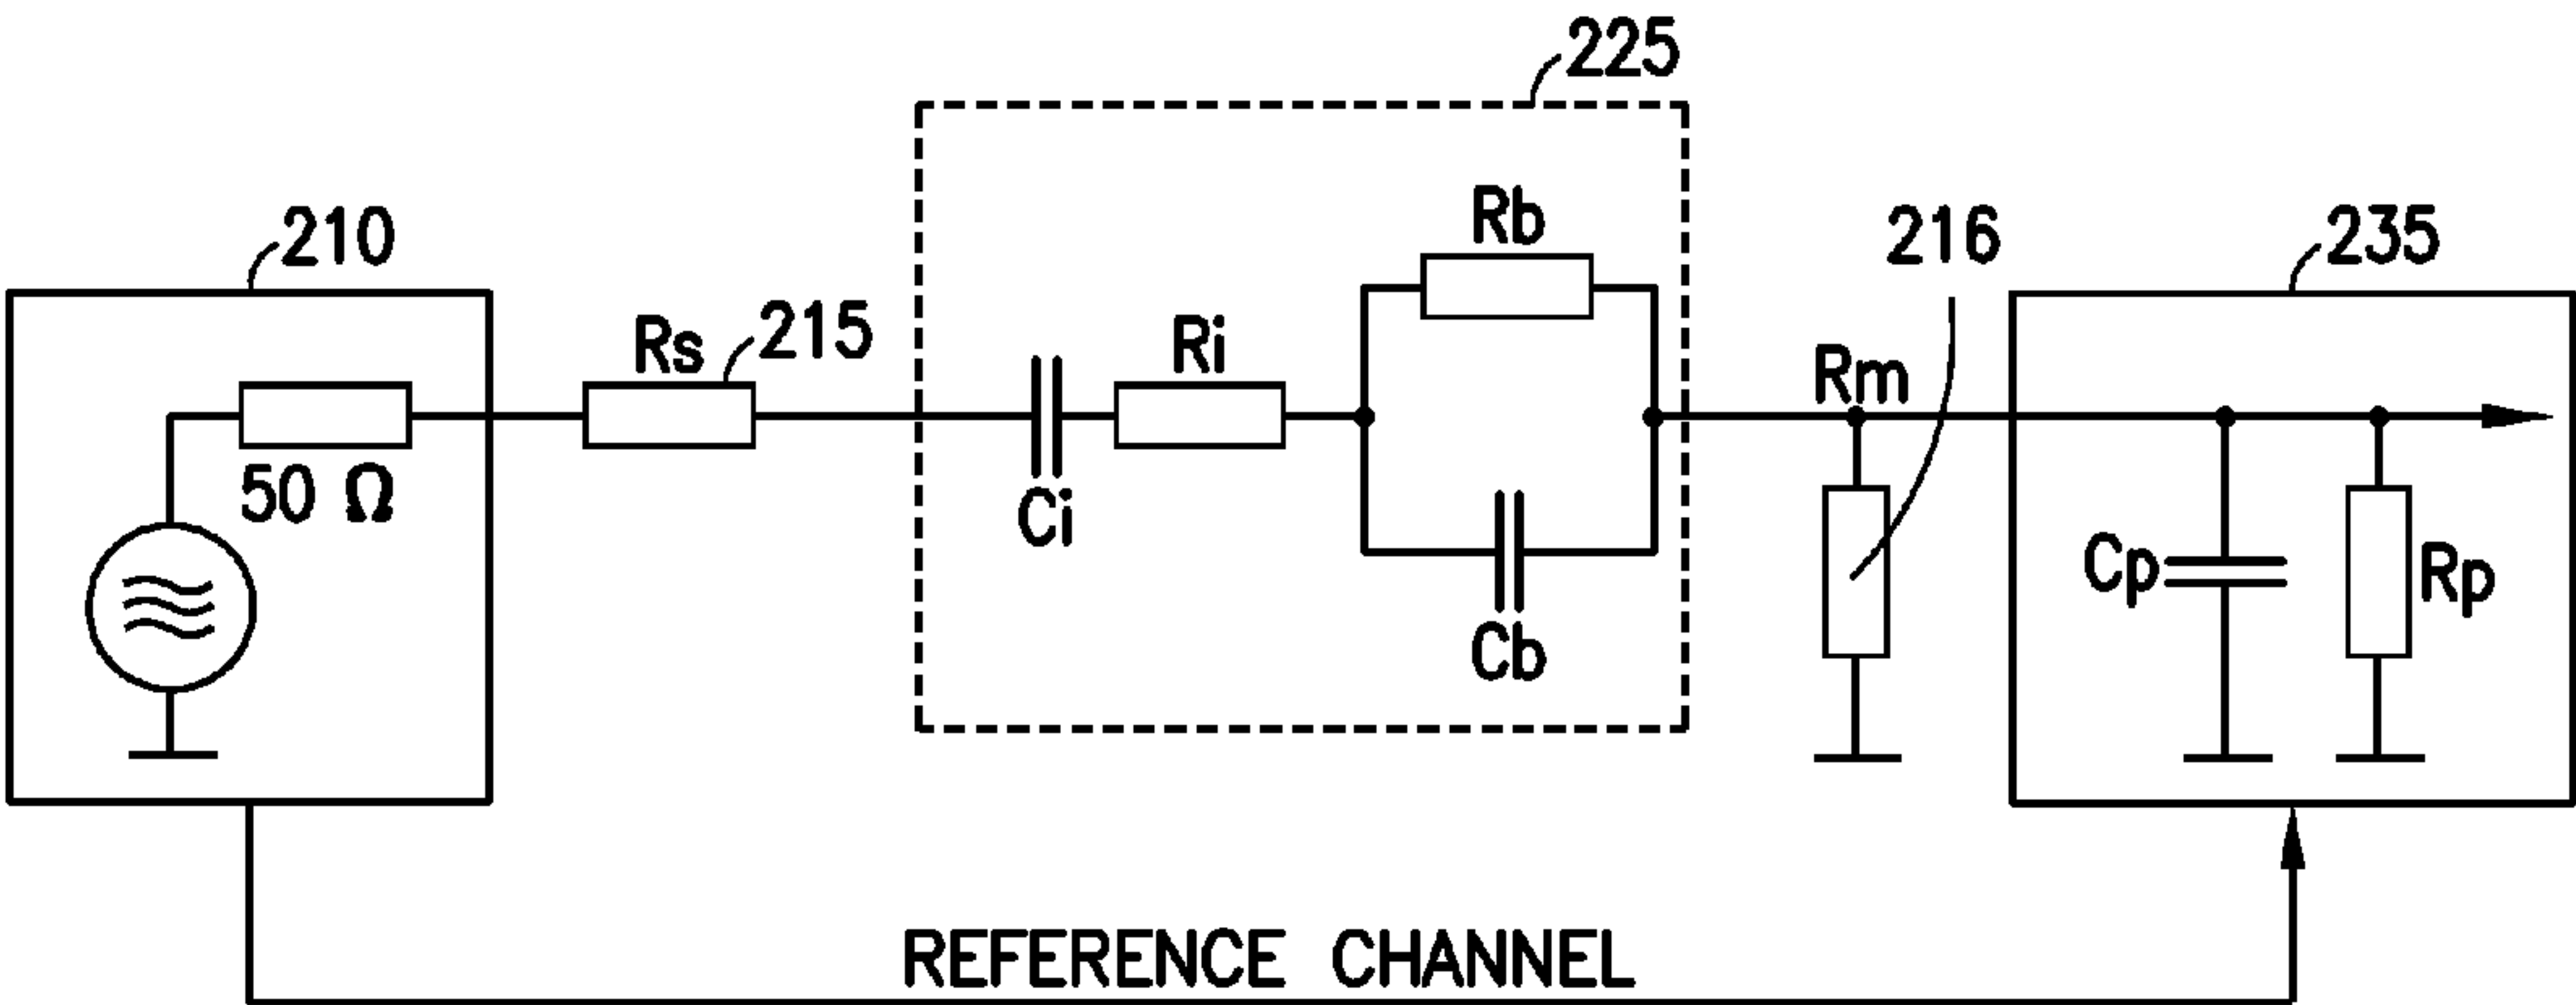 225
210
Rb
216
235
Rs
215
Ri
Rm
50 Ω
Ci
Cp
Rp
Cb
REFERENCE CHANNEL